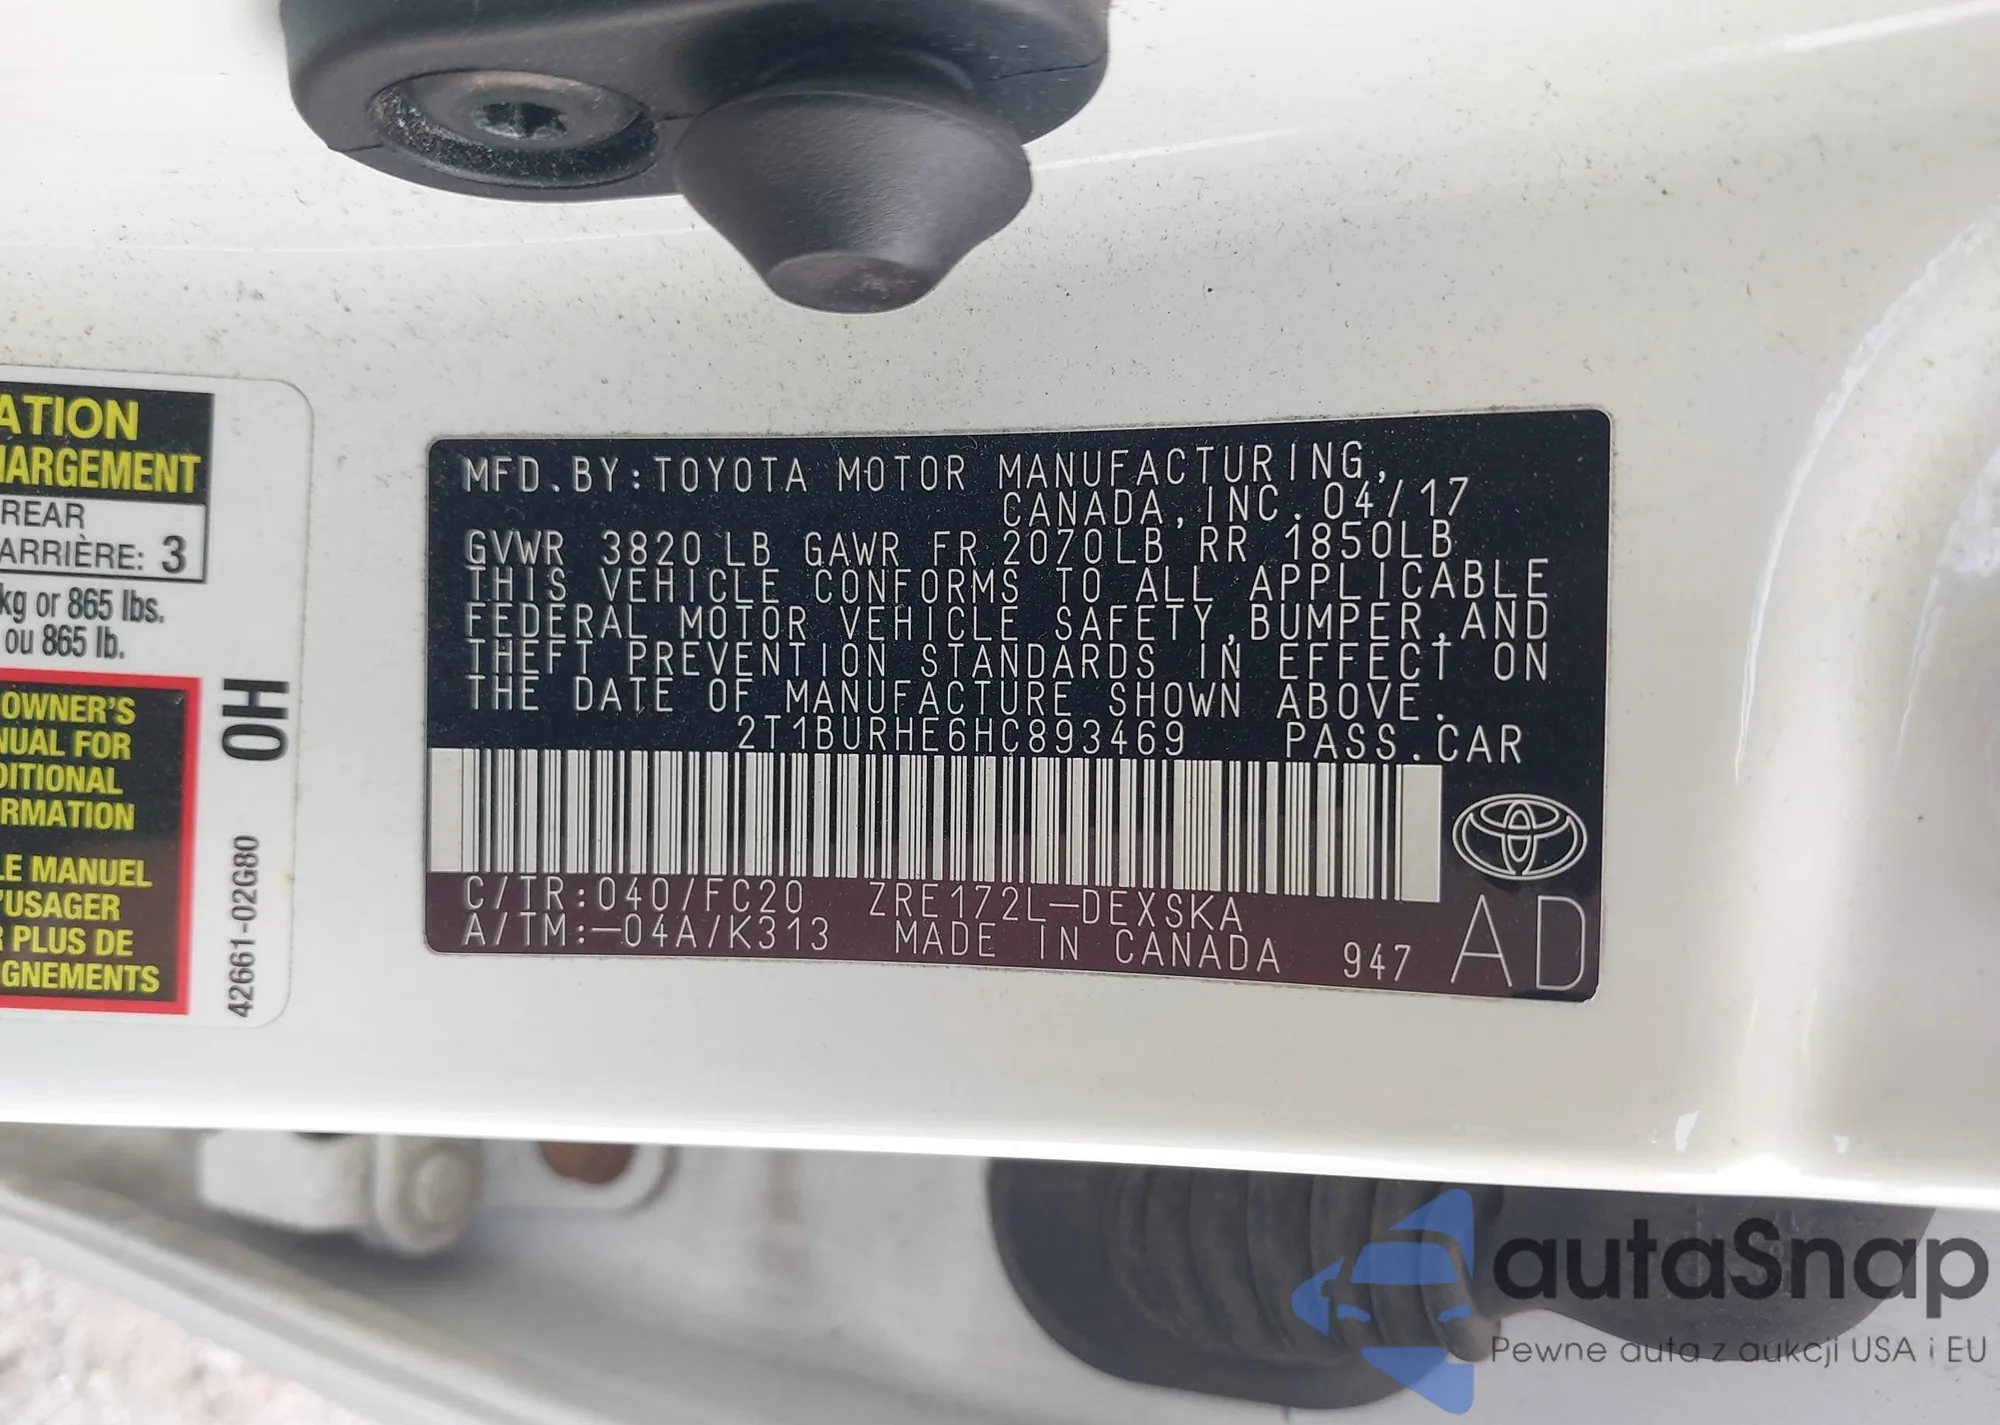 ATION
HARGEMENT
REAR
ARRIÈRE: 3
kg or 865 lbs.
ou 865 lb.
OWNER'S
NUAL FOR
DITIONAL
RMATION
LE MANUEL
'USAGER
R PLUS DE
GNEMENTS
0H
42661-02G80
MFD.BY:TOYOTA MOTOR MANUFACTURING,
CANADA,INC.04/17
GVWR 3820LB GAWR FR 2070LB RR 1850LB
THIS VEHICLE CONFORMS TO ALL APPLICABLE
FEDERAL MOTOR VEHICLE SAFETY,BUMPER,AND
THEFT PREVENTION STANDARDS IN EFFECT ON
THE DATE OF MANUFACTURE SHOWN ABOVE.
2T1BURHE6HC893469 PASS.CAR
C/TR:040/FC20 ZRE172L-DEXSKA
A/TM:-04A/K313 MADE IN CANADA 947 AD
autaSnap
Pewne auta z aukcji USA i EU